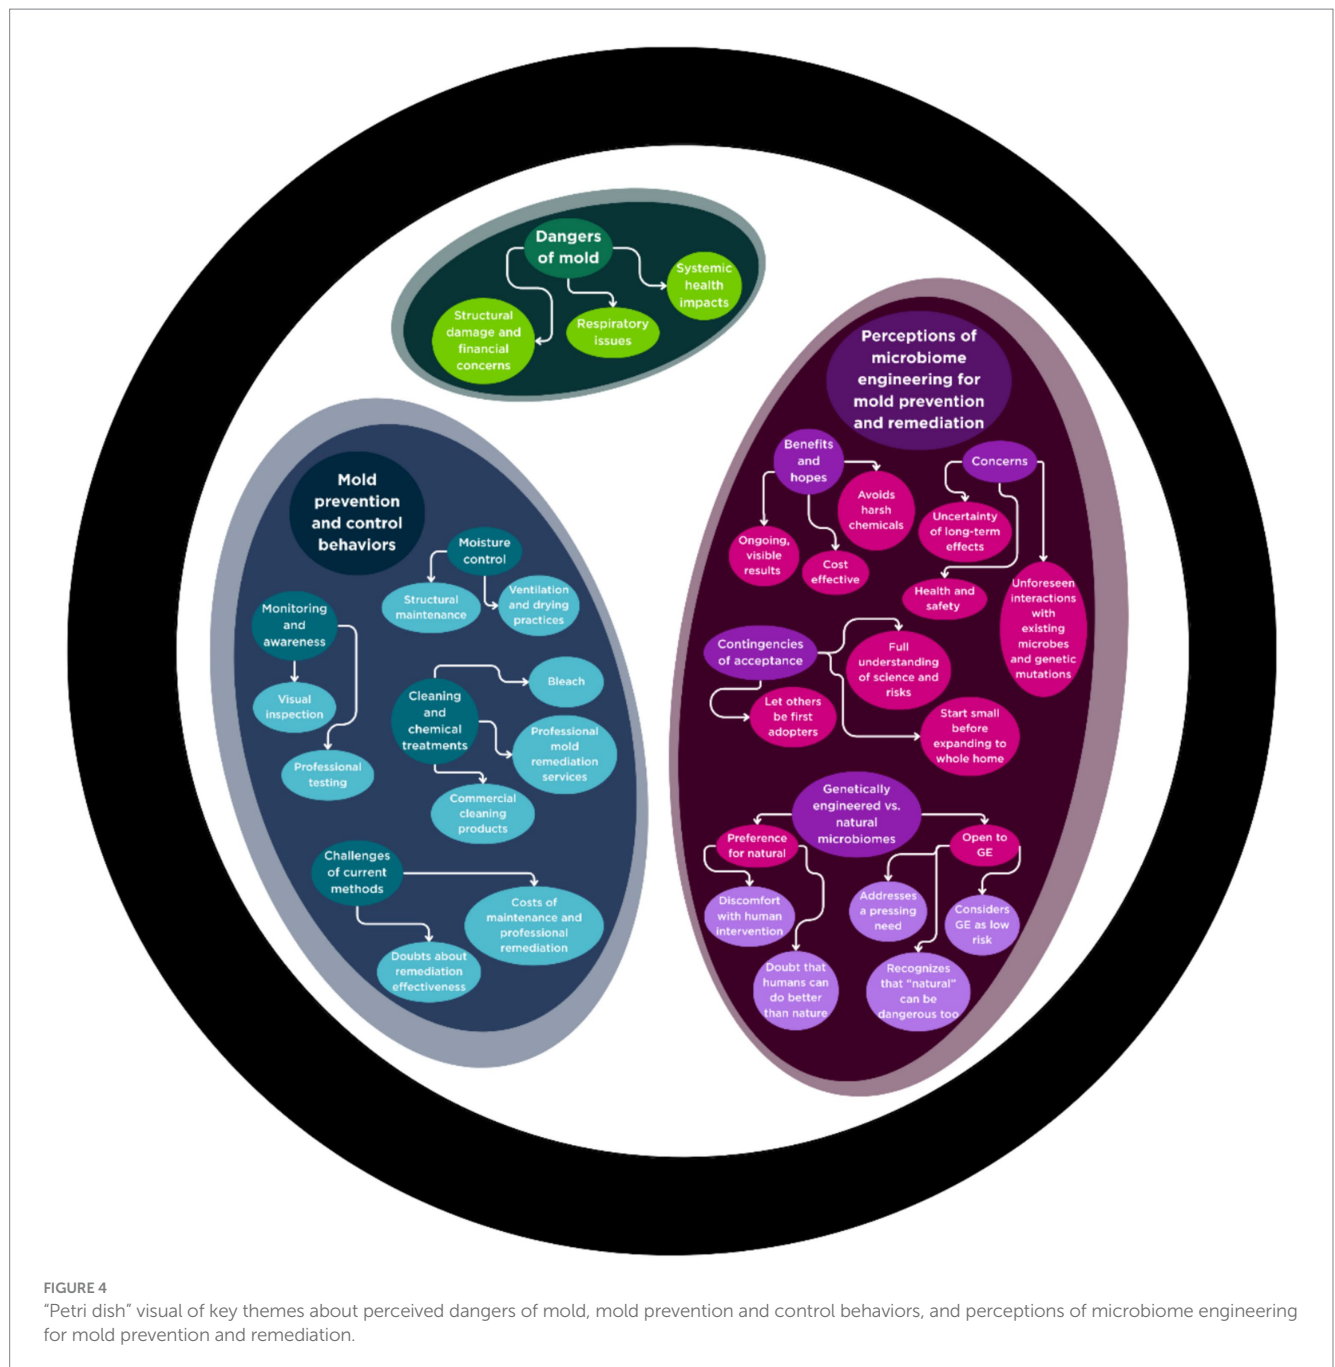 Dangers
of mold
Systemic
health
impacts
Structural
damage and
financial
concerns
Respiratory
issues
Mold
prevention
and control
behaviors
Moisture
control
Structural
maintenance
Ventilation
and drying
practices
Monitoring
and
awareness
Visual
inspection
Professional
testing
Cleaning
and
chemical
treatments
Bleach
Professional
mold
remediation
services
Commercial
cleaning
products
Challenges
of current
methods
Costs of
maintenance and
professional
remediation
Doubts about
remediation
effectiveness
Perceptions of
microbiome
engineering for
mold prevention
and remediation
Benefits
and
hopes
Avoids
harsh
chemicals
Ongoing,
visible
results
Cost
effective
Concerns
Uncertainty
of long-term
effects
Health and
safety
Unforeseen
interactions
with
existing
microbes
and genetic
mutations
Contingencies
of acceptance
Full
understanding
of science and
risks
Let others
be first
adopters
Start small
before
expanding to
whole home
Genetically
engineered vs.
natural
microbiomes
Preference
for natural
Open to
GE
Discomfort
with human
intervention
Doubt that
humans can
do better
than nature
Addresses
a pressing
need
Considers
GE as low
risk
Recognizes
that "natural"
can be
dangerous too
FIGURE 4
“Petri dish” visual of key themes about perceived dangers of mold, mold prevention and control behaviors, and perceptions of microbiome engineering
for mold prevention and remediation.